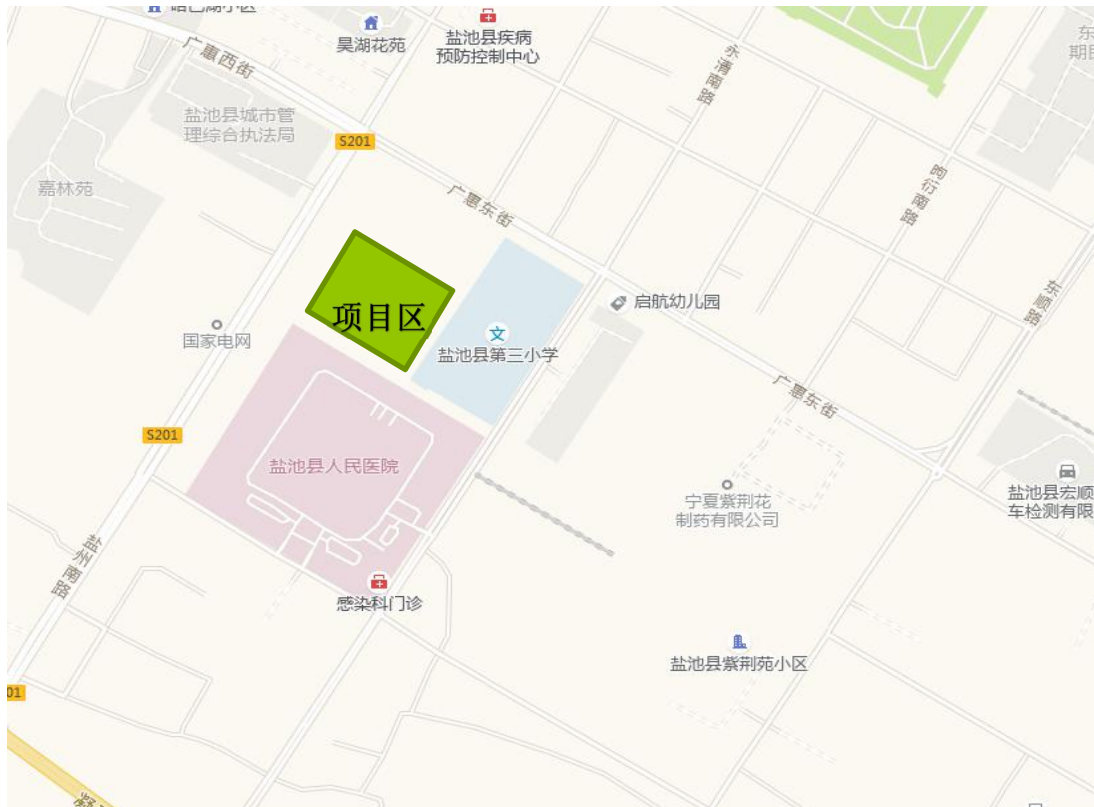 昊湖花苑
盐池县疾病
预防控制中心
广惠西街
永清南路
盐池县城市管
理综合执法局
S201
嘉林苑
广惠东街
昫衍南路
东顺路
项目区
启航幼儿园
国家电网
盐池县第三小学
广惠东街
S201
盐池县人民医院
宁夏紫荆花
制药有限公司
盐池县宏顺
车检测有限
盐州南路
感染科门诊
盐池县紫荆苑小区
01